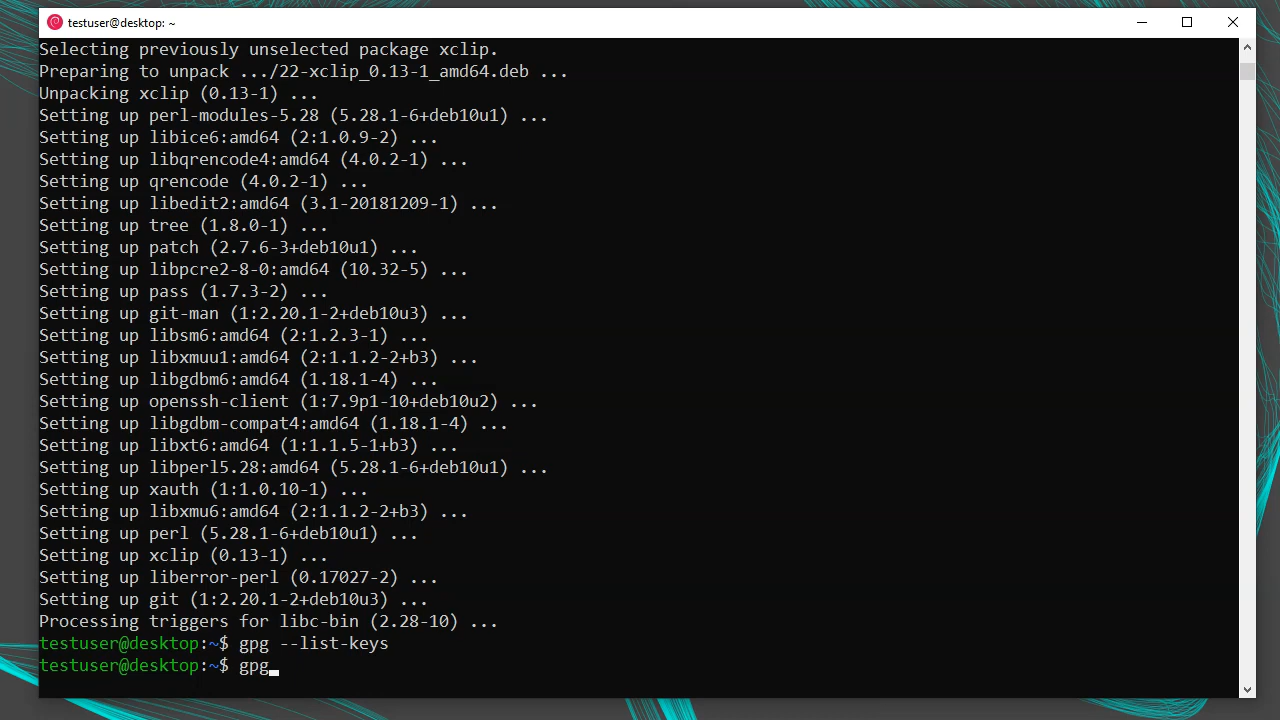 testuser@desktop: ~
Selecting previously unselected package xclip.
Preparing to unpack .../22-xclip_0.13-1_amd64.deb ...
Unpacking xclip (0.13-1) ...
Setting up perl-modules-5.28 (5.28.1-6+deb10u1) ...
Setting up libice6:amd64 (2:1.0.9-2) ...
Setting up libqrencode4:amd64 (4.0.2-1) ...
Setting up qrencode (4.0.2-1) ...
Setting up libedit2:amd64 (3.1-20181209-1) ...
Setting up tree (1.8.0-1) ...
Setting up patch (2.7.6-3+deb10u1) ...
Setting up libpcre2-8-0:amd64 (10.32-5) ...
Setting up pass (1.7.3-2) ...
Setting up git-man (1:2.20.1-2+deb10u3) ...
Setting up libsm6:amd64 (2:1.2.3-1) ...
Setting up libxmuu1:amd64 (2:1.1.2-2+b3) ...
Setting up libgdbm6:amd64 (1.18.1-4) ...
Setting up openssh-client (1:7.9p1-10+deb10u2) ...
Setting up libgdbm-compat4:amd64 (1.18.1-4) ...
Setting up libxt6:amd64 (1:1.1.5-1+b3) ...
Setting up libperl5.28:amd64 (5.28.1-6+deb10u1) ...
Setting up xauth (1:1.0.10-1) ...
Setting up libxmu6:amd64 (2:1.1.2-2+b3) ...
Setting up perl (5.28.1-6+deb10u1) ...
Setting up xclip (0.13-1) ...
Setting up liberror-perl (0.17027-2) ...
Setting up git (1:2.20.1-2+deb10u3) ...
Processing triggers for libc-bin (2.28-10) ...
testuser@desktop:~$ gpg --list-keys
testuser@desktop:~$ gpg